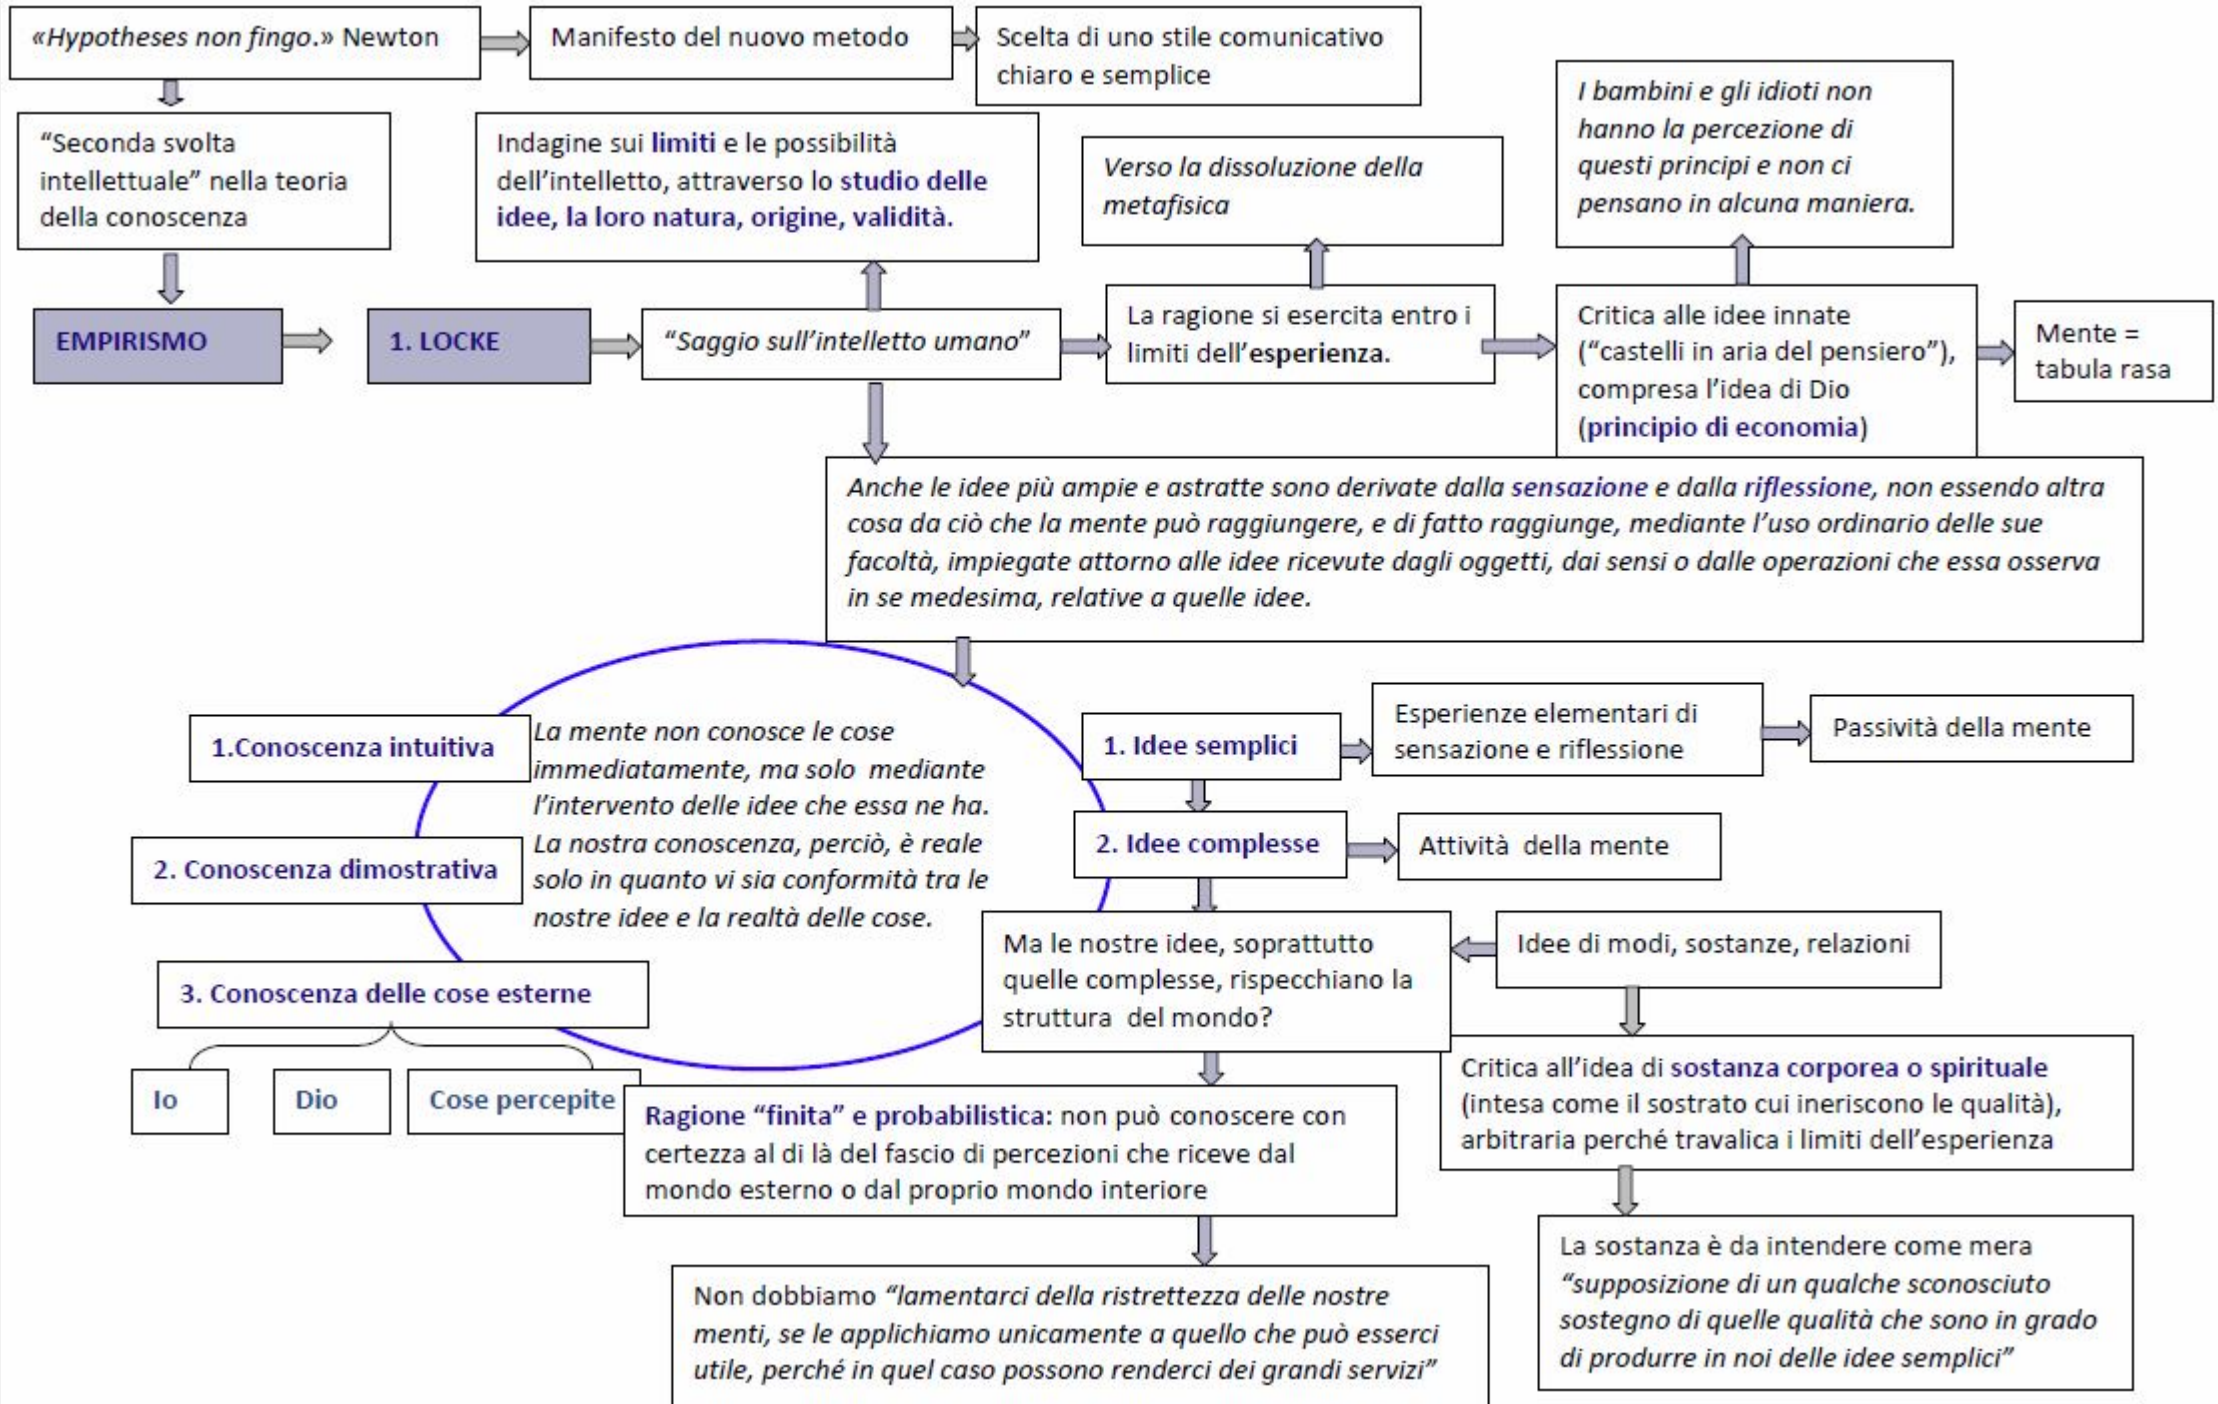 «Hypotheses non fingo.» Newton
Manifesto del nuovo metodo
Scelta di uno stile comunicativo
chiaro e semplice
I bambini e gli idioti non
hanno la percezione di
questi principi e non ci
pensano in alcuna maniera.
“Seconda svolta
intellettuale” nella teoria
della conoscenza
Indagine sui limiti e le possibilità
dell’intelletto, attraverso lo studio delle
idee, la loro natura, origine, validità.
Verso la dissoluzione della
metafisica
EMPIRISMO
1. LOCKE
“Saggio sull’intelletto umano”
La ragione si esercita entro i
limiti dell’esperienza.
Critica alle idee innate
(“castelli in aria del pensiero”),
compresa l’idea di Dio
(principio di economia)
Mente =
tabula rasa
Anche le idee più ampie e astratte sono derivate dalla sensazione e dalla riflessione, non essendo altra
cosa da ciò che la mente può raggiungere, e di fatto raggiunge, mediante l’uso ordinario delle sue
facoltà, impiegate attorno alle idee ricevute dagli oggetti, dai sensi o dalle operazioni che essa osserva
in se medesima, relative a quelle idee.
1.Conoscenza intuitiva
2. Conoscenza dimostrativa
3. Conoscenza delle cose esterne
Io
Dio
Cose percepite
La mente non conosce le cose
immediatamente, ma solo mediante
l’intervento delle idee che essa ne ha.
La nostra conoscenza, perciò, è reale
solo in quanto vi sia conformità tra le
nostre idee e la realtà delle cose.
1. Idee semplici
Esperienze elementari di
sensazione e riflessione
Passività della mente
2. Idee complesse
Attività della mente
Ma le nostre idee, soprattutto
quelle complesse, rispecchiano la
struttura del mondo?
Idee di modi, sostanze, relazioni
Critica all’idea di sostanza corporea o spirituale
(intesa come il sostrato cui ineriscono le qualità),
arbitraria perché travalica i limiti dell’esperienza
Ragione “finita” e probabilistica: non può conoscere con
certezza al di là del fascio di percezioni che riceve dal
mondo esterno o dal proprio mondo interiore
Non dobbiamo “lamentarci della ristrettezza delle nostre
menti, se le applichiamo unicamente a quello che può esserci
utile, perché in quel caso possono renderci dei grandi servizi”
La sostanza è da intendere come mera
“supposizione di un qualche sconosciuto
sostegno di quelle qualità che sono in grado
di produrre in noi delle idee semplici”